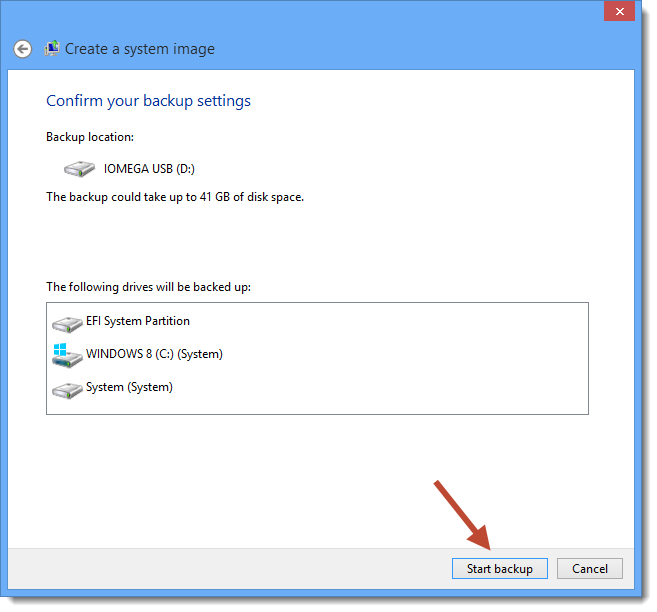 Create a system image
Confirm your backup settings
Backup location:
IOMEGA USB (D:)
The backup could take up to 41 GB of disk space.
The following drives will be backed up:
EFI System Partition
WINDOWS 8 (C:) (System)
System (System)
Start backup
Cancel